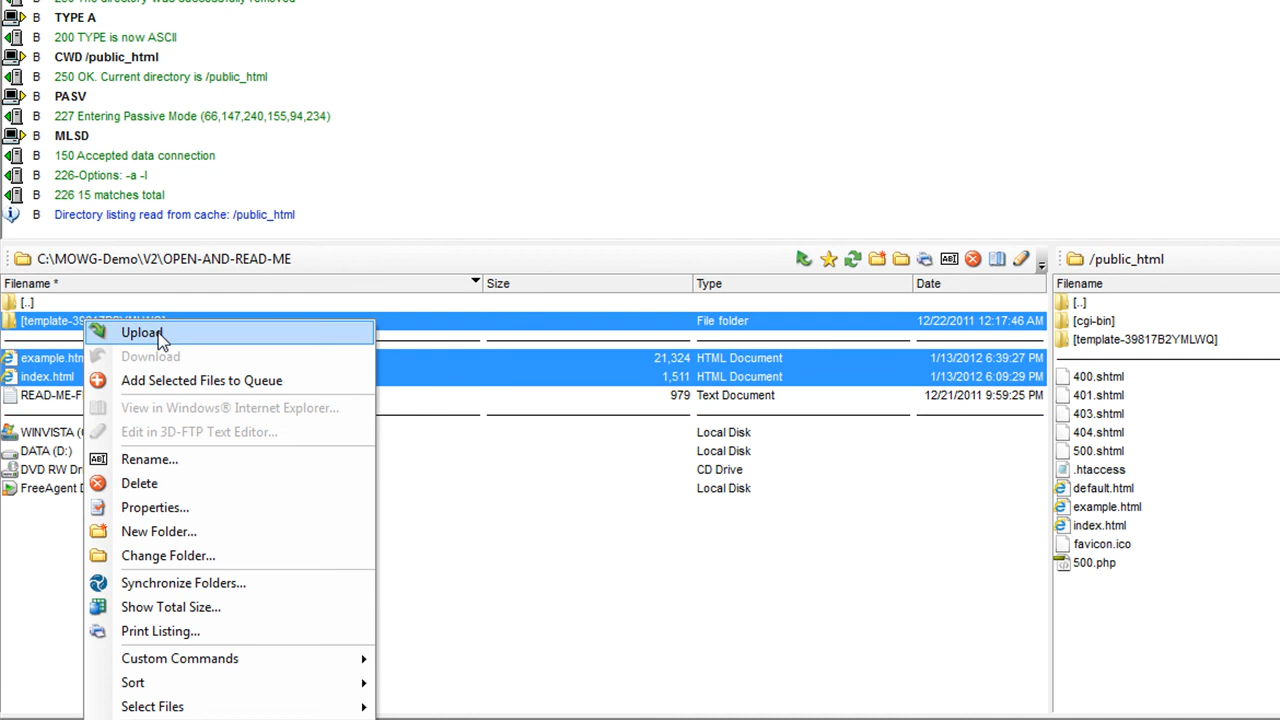 250 The directory was successfully removed
B TYPE A
B 200 TYPE is now ASCII
B CWD /public_html
B 250 OK. Current directory is /public_html
B PASV
B 227 Entering Passive Mode (66,147,240,155,94,234)
B MLSD
B 150 Accepted data connection
B 226-Options: -a -l
B 226 15 matches total
B Directory listing read from cache: /public_html
C:\MOWG-Demo\V2\OPEN-AND-READ-ME
Filename * Size Type Date
[..]
[template-39817B2YMLWQ] File folder 12/22/2011 12:17:46 AM
example.htm 21,324 HTML Document 1/13/2012 6:39:27 PM
index.html 1,511 HTML Document 1/13/2012 6:09:29 PM
READ-ME-F 979 Text Document 12/21/2011 9:59:25 PM
WINVISTA ( Local Disk
DATA (D:) Local Disk
DVD RW Dr CD Drive
FreeAgent D Local Disk
Upload
Download
Add Selected Files to Queue
View in Windows® Internet Explorer...
Edit in 3D-FTP Text Editor...
Rename...
Delete
Properties...
New Folder...
Change Folder...
Synchronize Folders...
Show Total Size...
Print Listing...
Custom Commands
Sort
Select Files
/public_html
Filename
[..]
[cgi-bin]
[template-39817B2YMLWQ]
400.shtml
401.shtml
403.shtml
404.shtml
500.shtml
.htaccess
default.html
example.html
index.html
favicon.ico
500.php